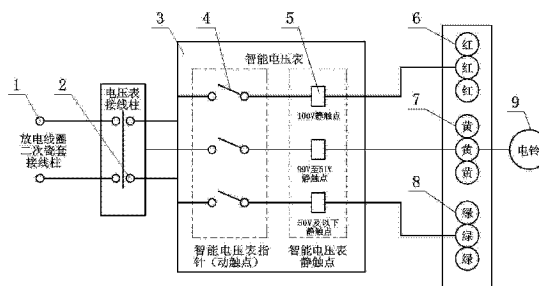 3
4
5
6
红
红
红
智能电压表
1
2
电压表
接线柱
放电线圈
二次瓷套
接线柱
100V静触点
7
黄
黄
黄
9
电铃
99V至51V
静触点
8
绿
绿
绿
50V及以下
静触点
智能电压表指
针（动触点）
智能电压表
静触点